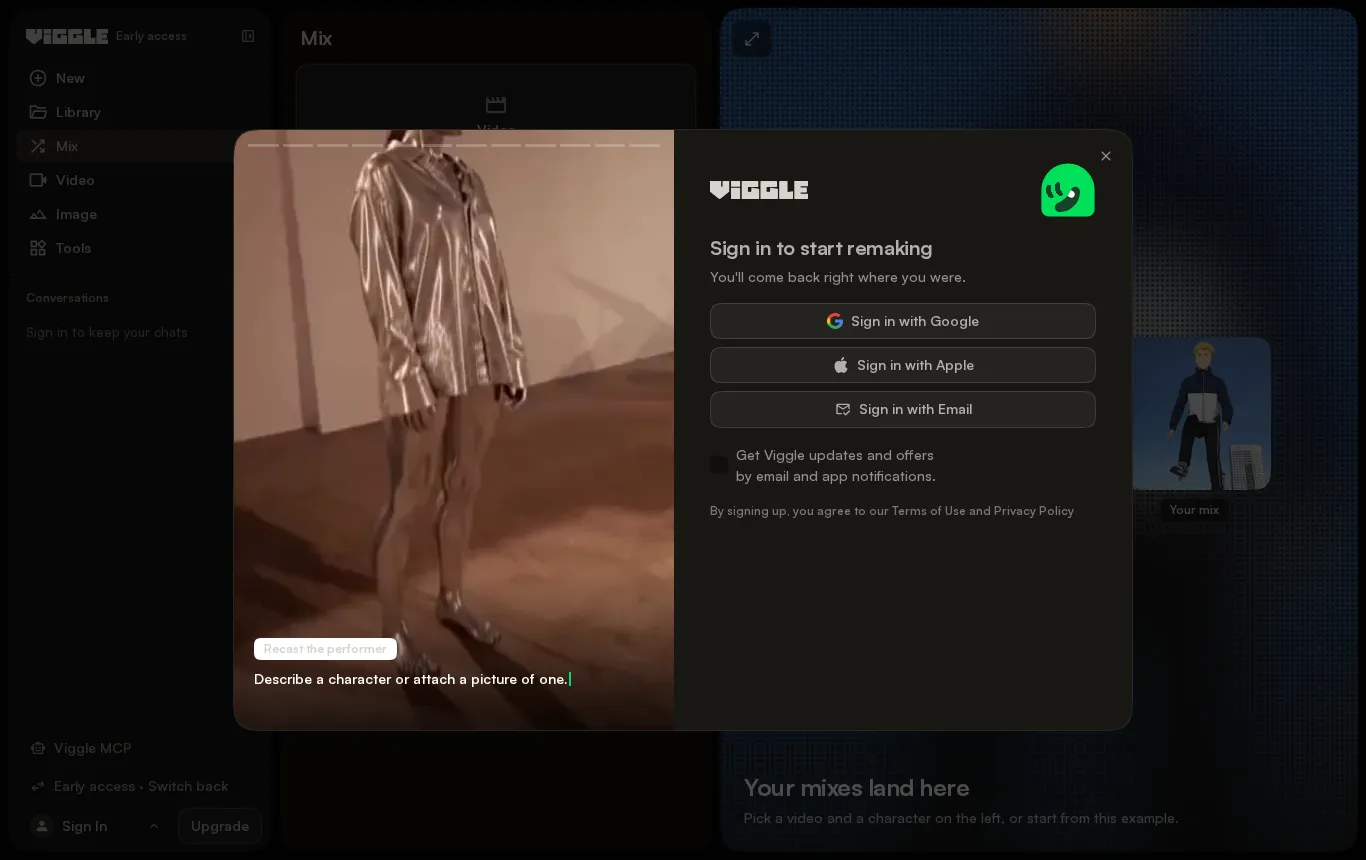 VIGGLE Early access
New
Library
Mix
Video
Image
Tools
Conversations
Sign in to keep your chats
Viggle MCP
Early access • Switch back
Sign In
Upgrade
Mix
Video
Recast the performer
Describe a character or attach a picture of one.
VIGGLE
Sign in to start remaking
You'll come back right where you were.
Sign in with Google
Sign in with Apple
Sign in with Email
Get Viggle updates and offers
by email and app notifications.
By signing up, you agree to our Terms of Use and Privacy Policy
Your mix
Your mixes land here
Pick a video and a character on the left, or start from this example.